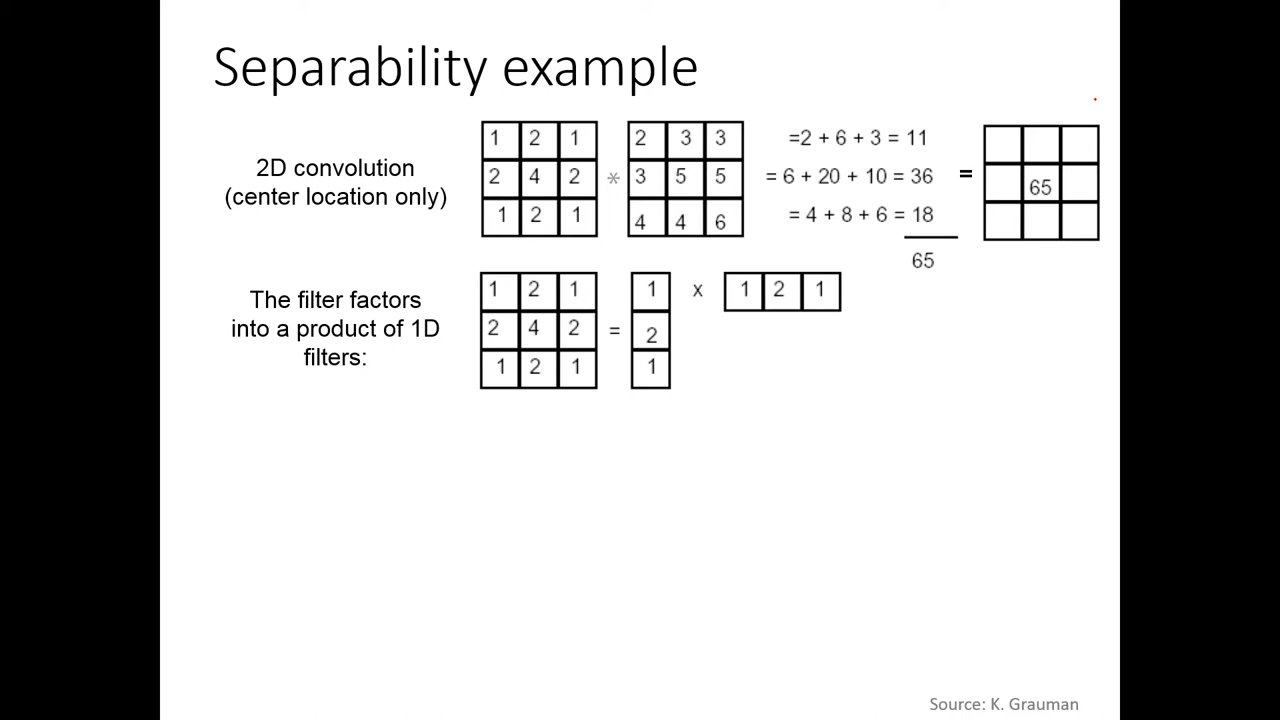 Separability example
2D convolution
(center location only)
1 2 1
2 4 2
1 2 1
*
2 3 3
3 5 5
4 4 6
=2 + 6 + 3 = 11
= 6 + 20 + 10 = 36
= 4 + 8 + 6 = 18
65
=
65
The filter factors
into a product of 1D
filters:
1 2 1
2 4 2
1 2 1
=
1
2
1
x
1 2 1
Source: K. Grauman